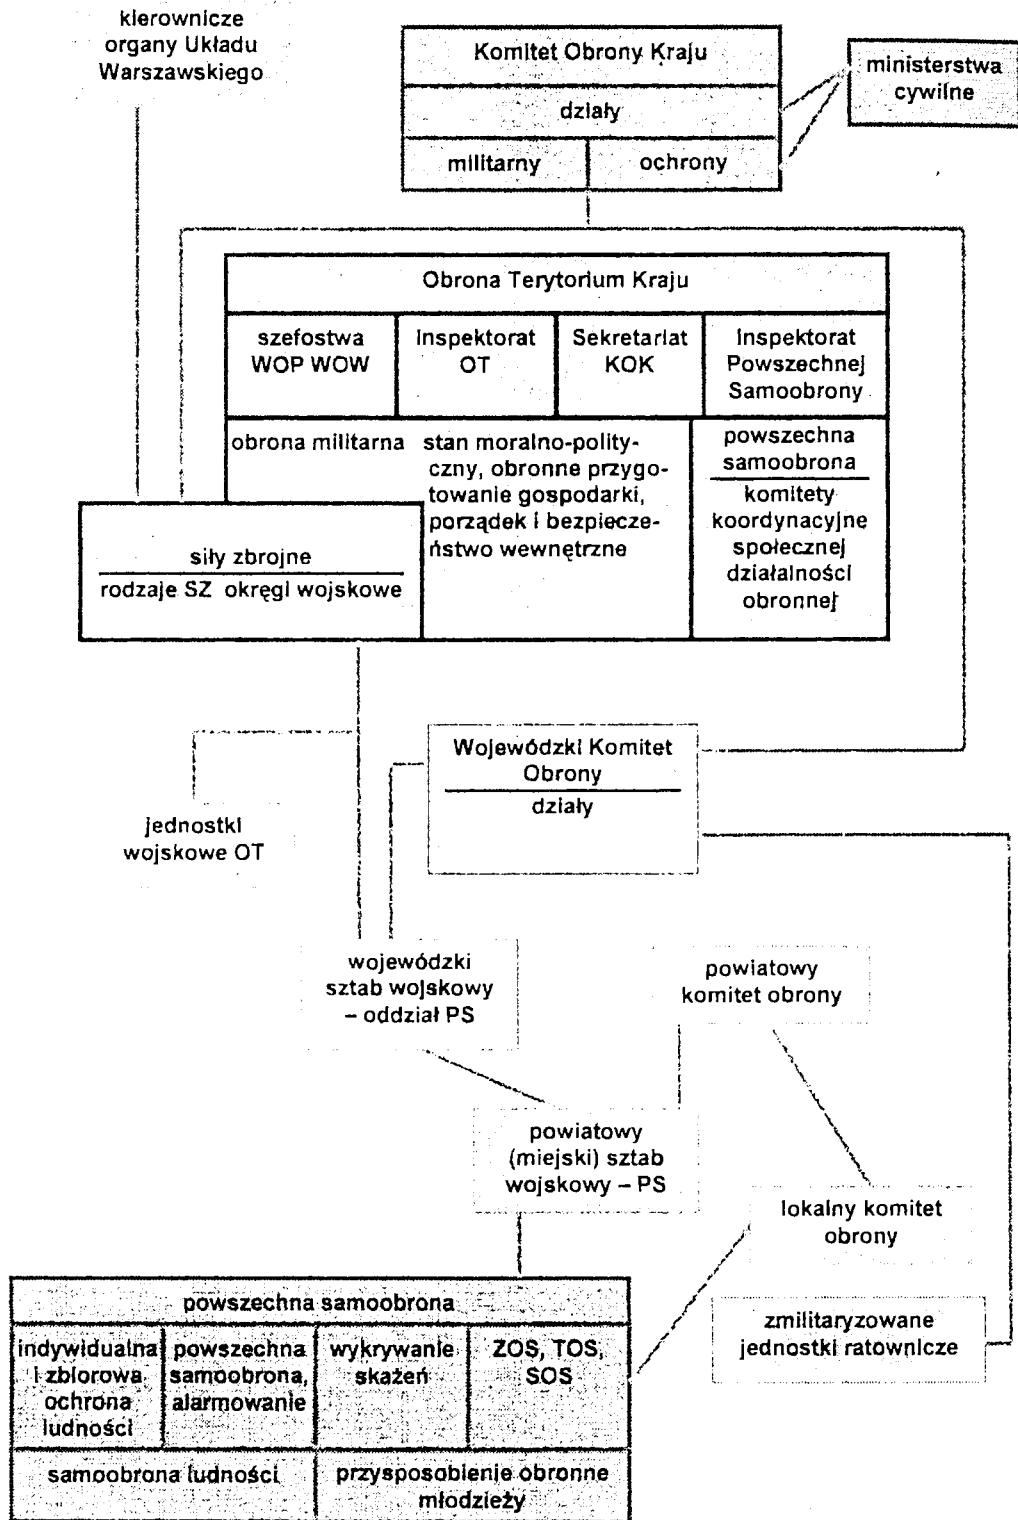 kierownicze
organy Układu
Warszawskiego
Komitet Obrony Kraju
działy
militarny
ochrony
ministerstwa
cywilne
Obrona Terytorium Kraju
szefostwa
WOP WOW
Inspektorat
OT
Sekretariat
KOK
Inspektorat
Powszechnej
Samoobrony
obrona militarna
stan moralno-polity-
czny, obronne przygo-
towanie gospodarki,
porządek i bezpiecze-
ństwo wewnętrzne
powszechna
samoobrona
komitety
koordynacyjne
społecznej
działalności
obronnej
siły zbrojne
rodzaje SZ okręgi wojskowe
Wojewódzki Komitet
Obrony
działy
jednostki
wojskowe OT
wojewódzki
sztab wojskowy
– oddział PS
powiatowy
komitet obrony
powiatowy
(miejski) sztab
wojskowy – PS
lokalny komitet
obrony
zmilitaryzowane
jednostki ratownicze
powszechna samoobrona
indywidualna
i zbiorowa
ochrona
ludności
powszechna
samoobrona,
alarmowanie
wykrywanie
skażeń
ZOS, TOS,
SOS
samoobrona ludności
przysposobienie obronne
młodzieży